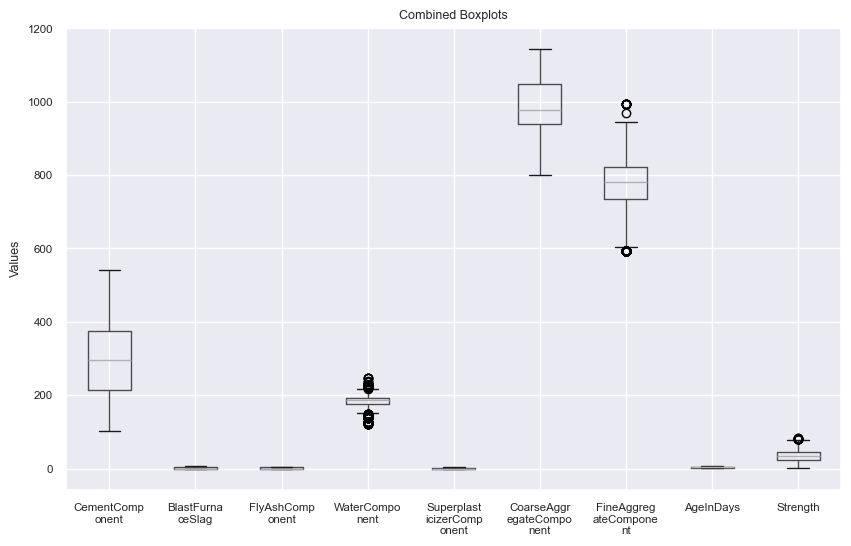 Combined Boxplots
1200
1000
800
600
400
200
0
Values
CementComp
onent
BlastFurna
ceSlag
FlyAshComp
onent
WaterCompo
nent
Superplast
icizerComp
onent
CoarseAggr
egateCompo
nent
FineAggreg
ateCompone
nt
AgeInDays
Strength